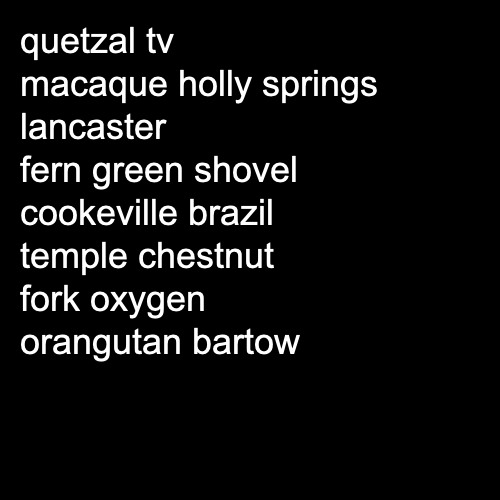 quetzal tv
macaque holly springs
lancaster
fern green shovel
cookeville brazil
temple chestnut
fork oxygen
orangutan bartow